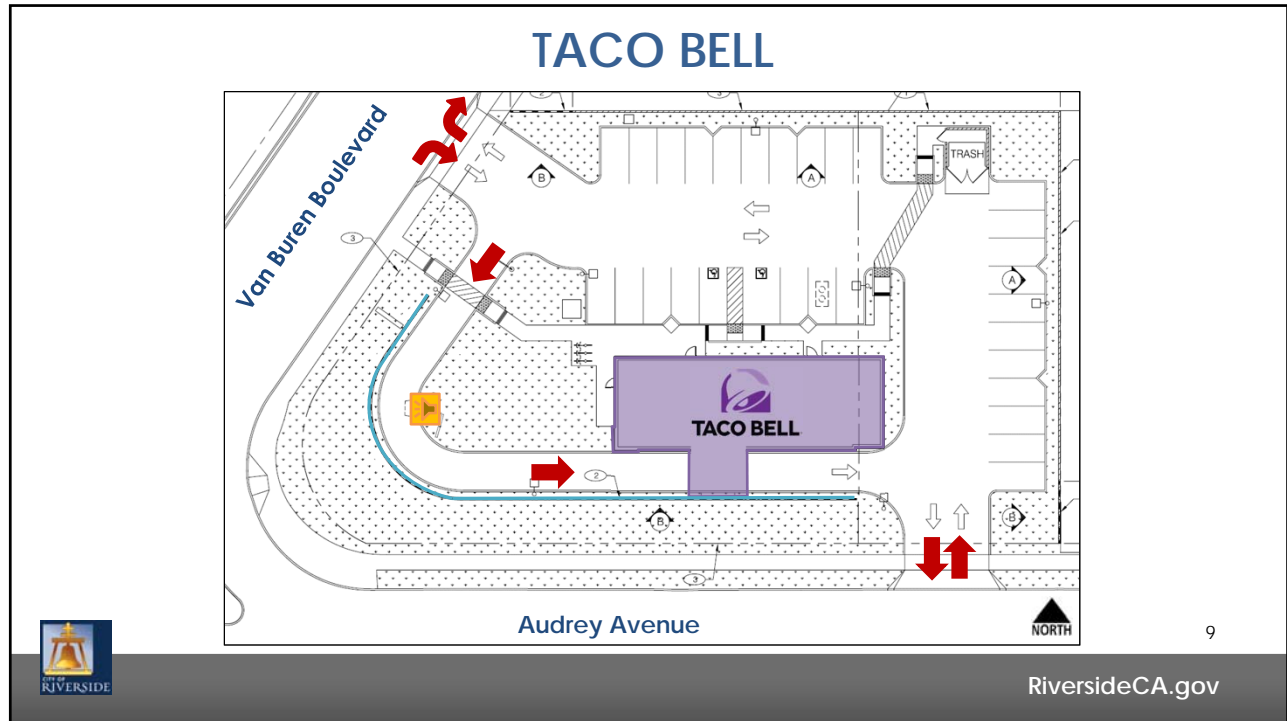 TACO BELL
Van Buren Boulevard
TRASH
B
A
3
A
TACO BELL
2
B
B
3
Audrey Avenue
NORTH
9
CITY OF
RIVERSIDE
RiversideCA.gov